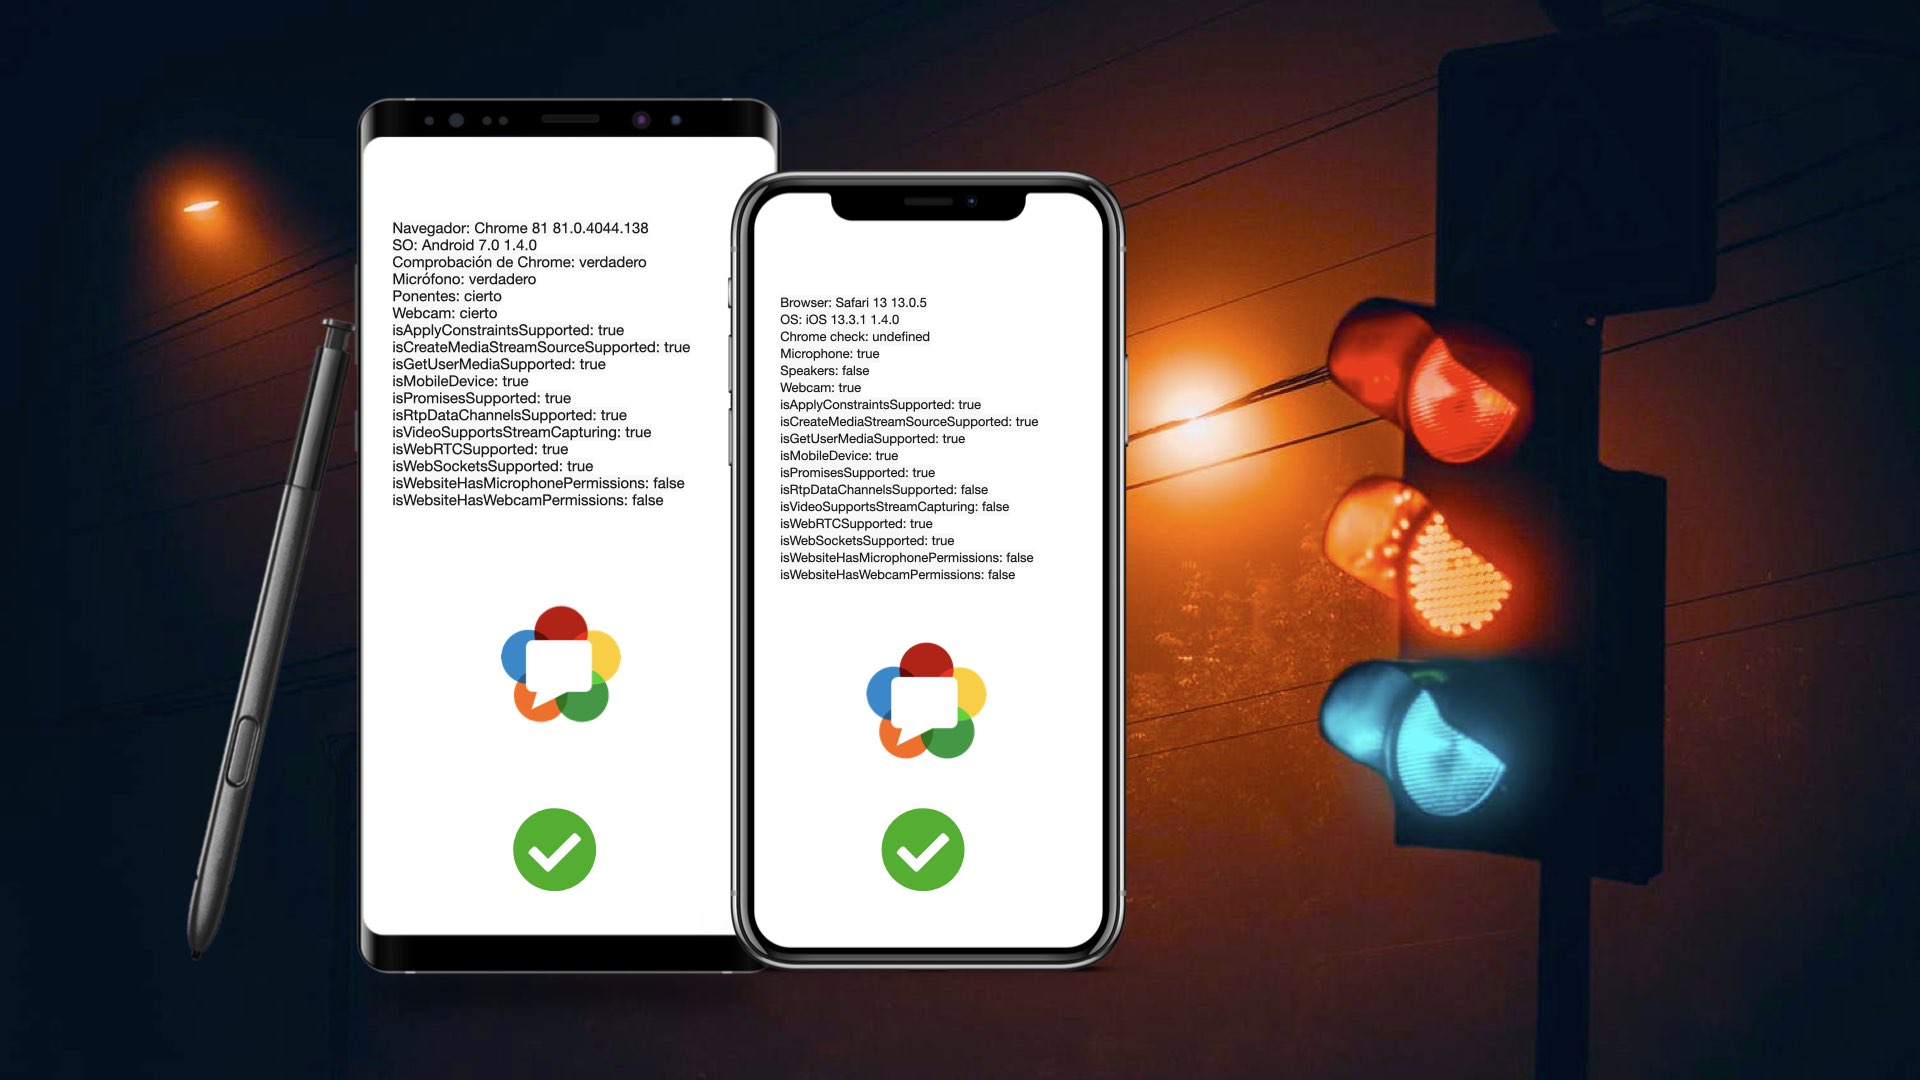 Navegador: Chrome 81 81.0.4044.138
SO: Android 7.0 1.4.0
Comprobación de Chrome: verdadero
Micrófono: verdadero
Ponentes: cierto
Webcam: cierto
isApplyConstraintsSupported: true
isCreateMediaStreamSourceSupported: true
isGetUserMediaSupported: true
isMobileDevice: true
isPromisesSupported: true
isRtpDataChannelsSupported: true
isVideoSupportsStreamCapturing: true
isWebRTCSupported: true
isWebSocketsSupported: true
isWebsiteHasMicrophonePermissions: false
isWebsiteHasWebcamPermissions: false
Browser: Safari 13 13.0.5
OS: iOS 13.3.1 1.4.0
Chrome check: undefined
Microphone: true
Speakers: false
Webcam: true
isApplyConstraintsSupported: true
isCreateMediaStreamSourceSupported: true
isGetUserMediaSupported: true
isMobileDevice: true
isPromisesSupported: true
isRtpDataChannelsSupported: false
isVideoSupportsStreamCapturing: false
isWebRTCSupported: true
isWebSocketsSupported: true
isWebsiteHasMicrophonePermissions: false
isWebsiteHasWebcamPermissions: false